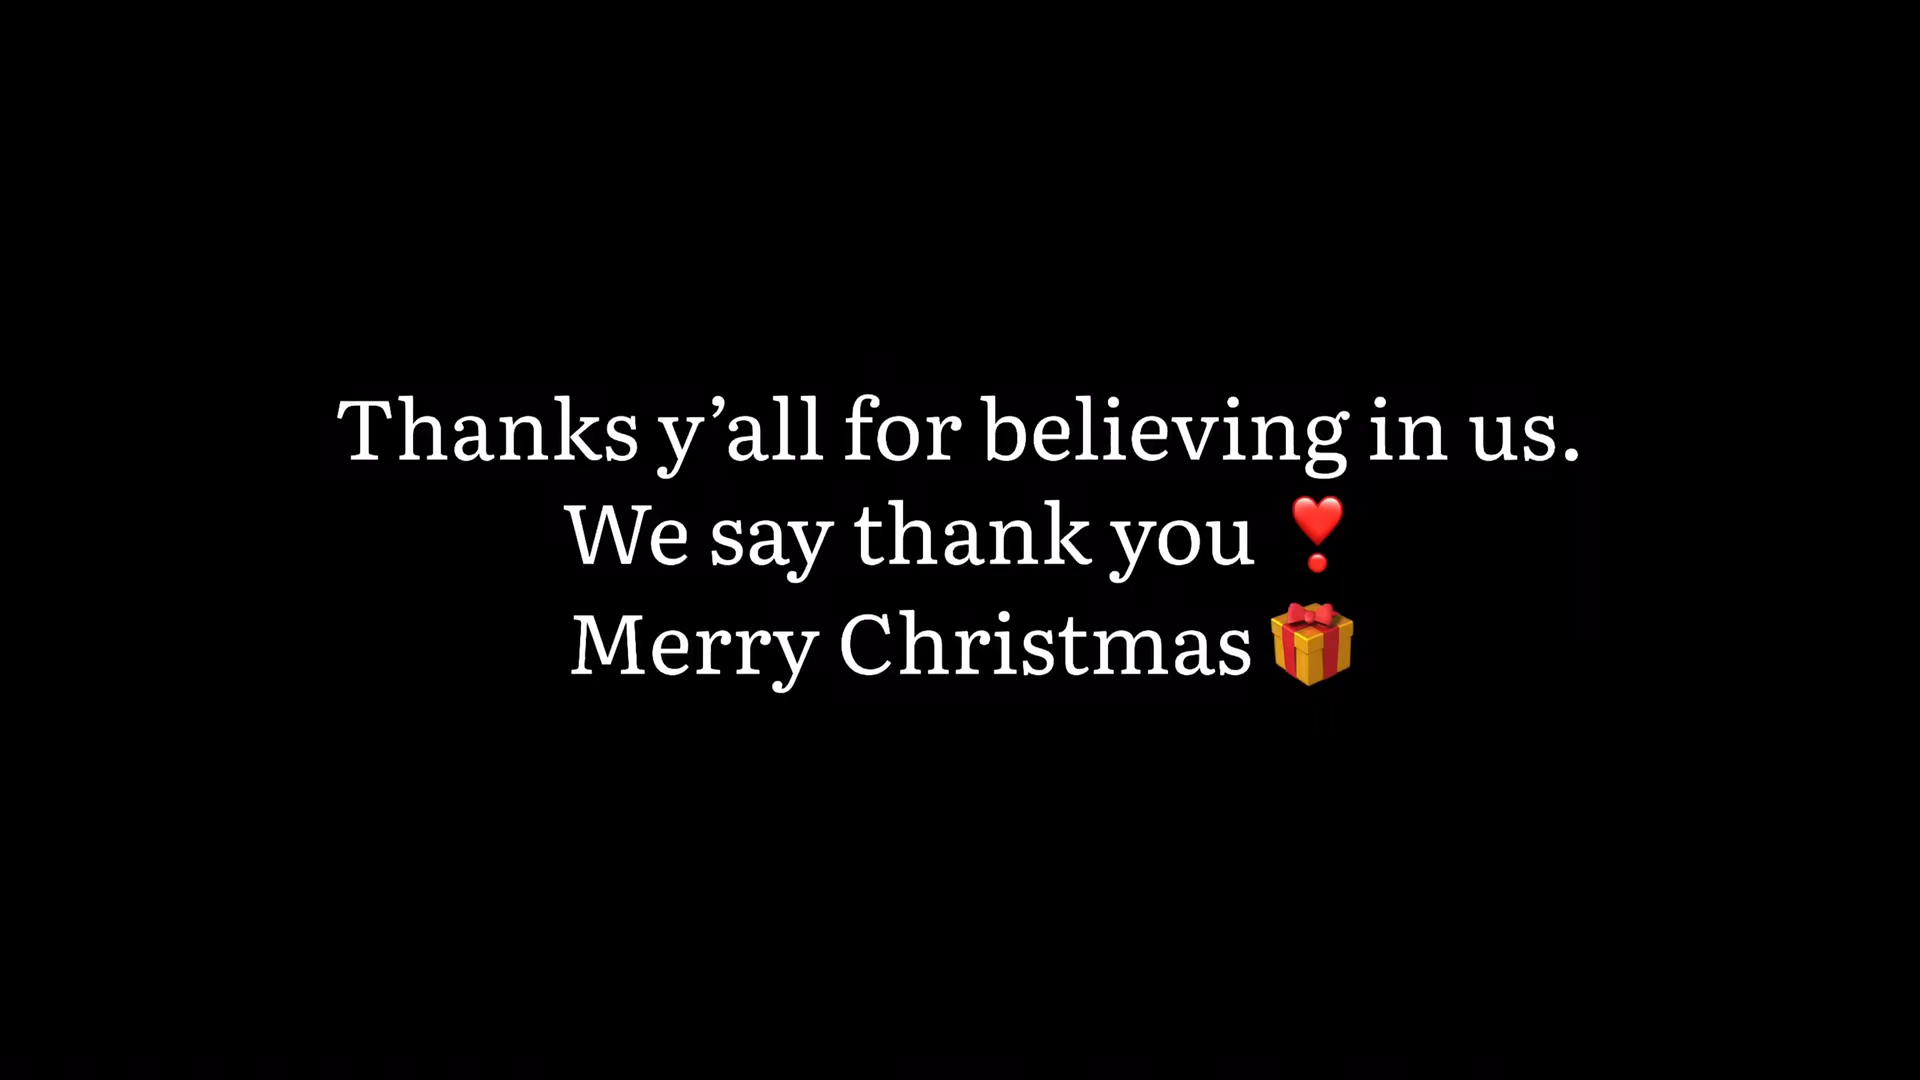 Thanks y’all for believing in us.
We say thank you ❣️
Merry Christmas 🎁